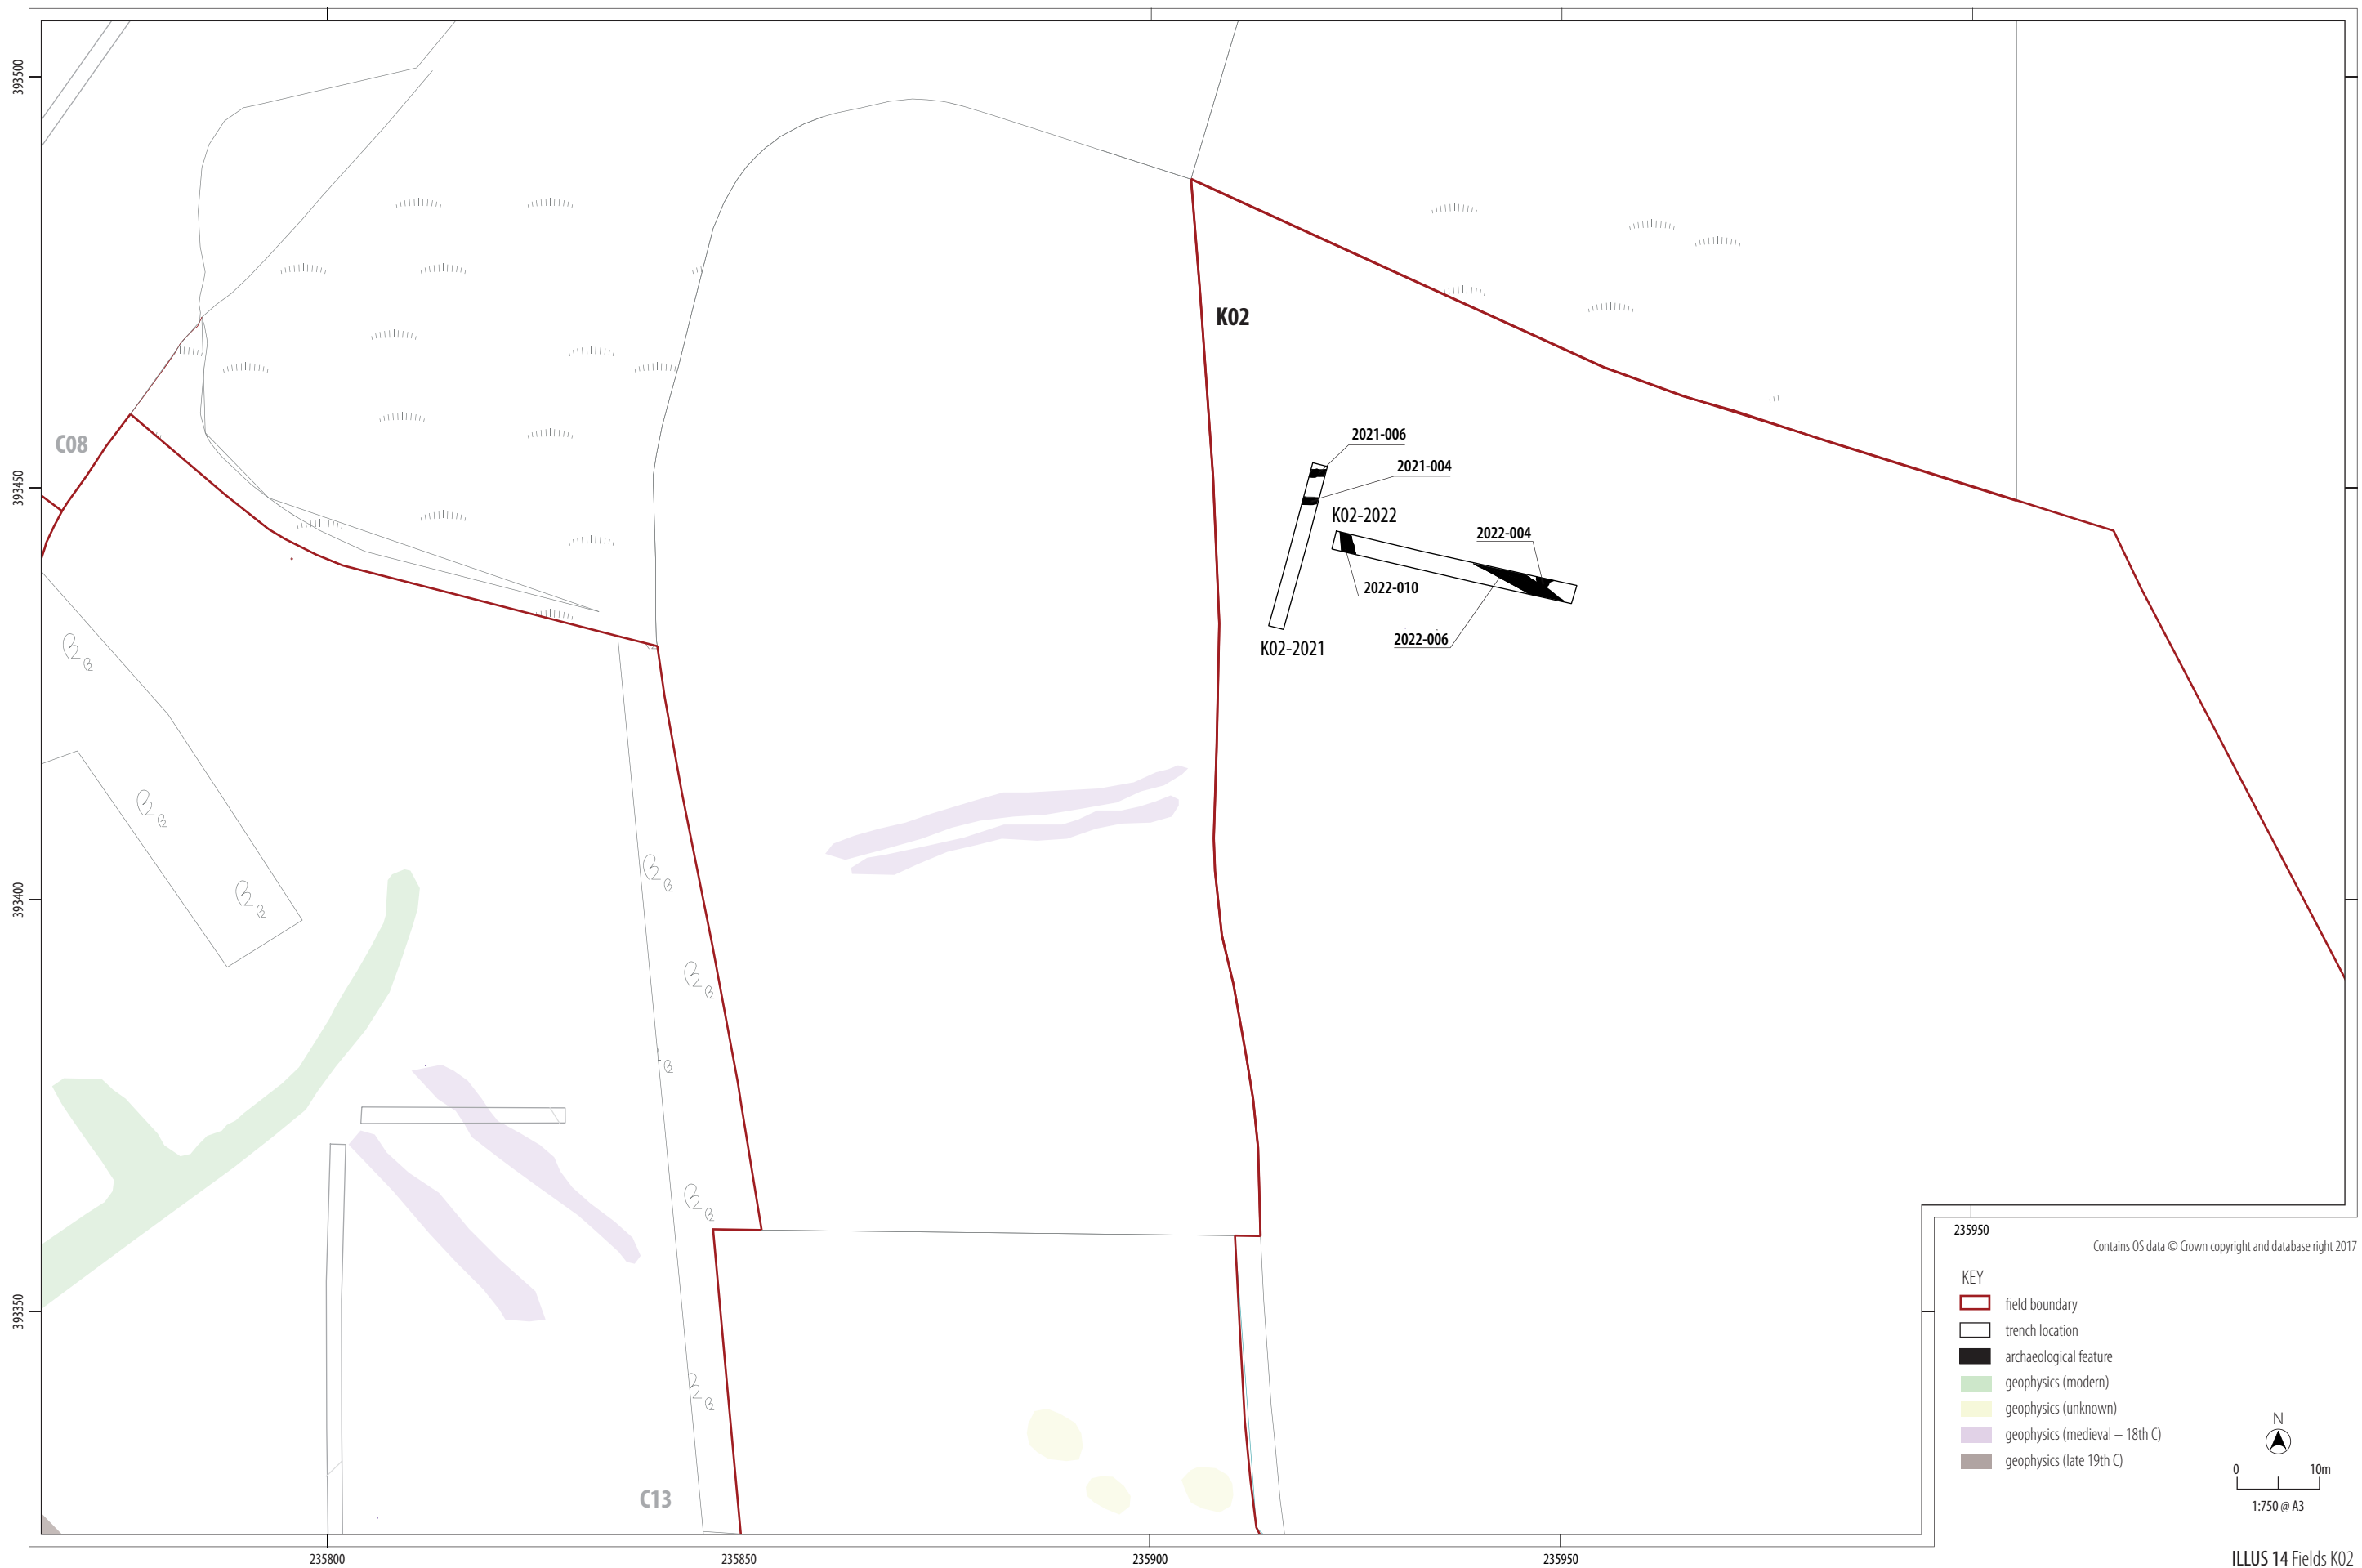 393500
K02
2021-006
C08
2021-004
393450
K02-2022
2022-004
2022-010
2022-006
K02-2021
393400
235950
Contains OS data © Crown copyright and database right 2017
KEY
field boundary
393350
trench location
archaeological feature
geophysics (modern)
geophysics (unknown)
N
geophysics (medieval – 18th C)
geophysics (late 19th C)
0 10m
C13
1:750 @ A3
235800
235850
235900
235950
ILLUS 14 Fields K02